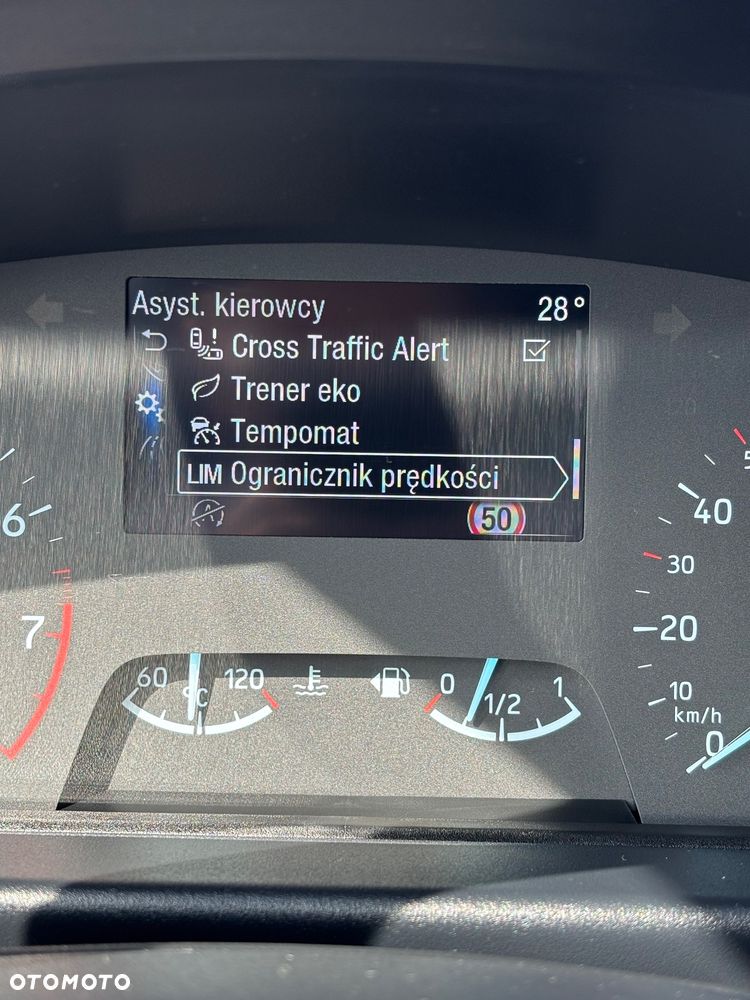 Asyst. kierowcy 28°
Cross Traffic Alert
Trener eko
Tempomat
LIM Ogranicznik prędkości
A 50
6
7
40
30
20
10
km/h
0
60 °C 120
0 1/2 1
OTOMOTO